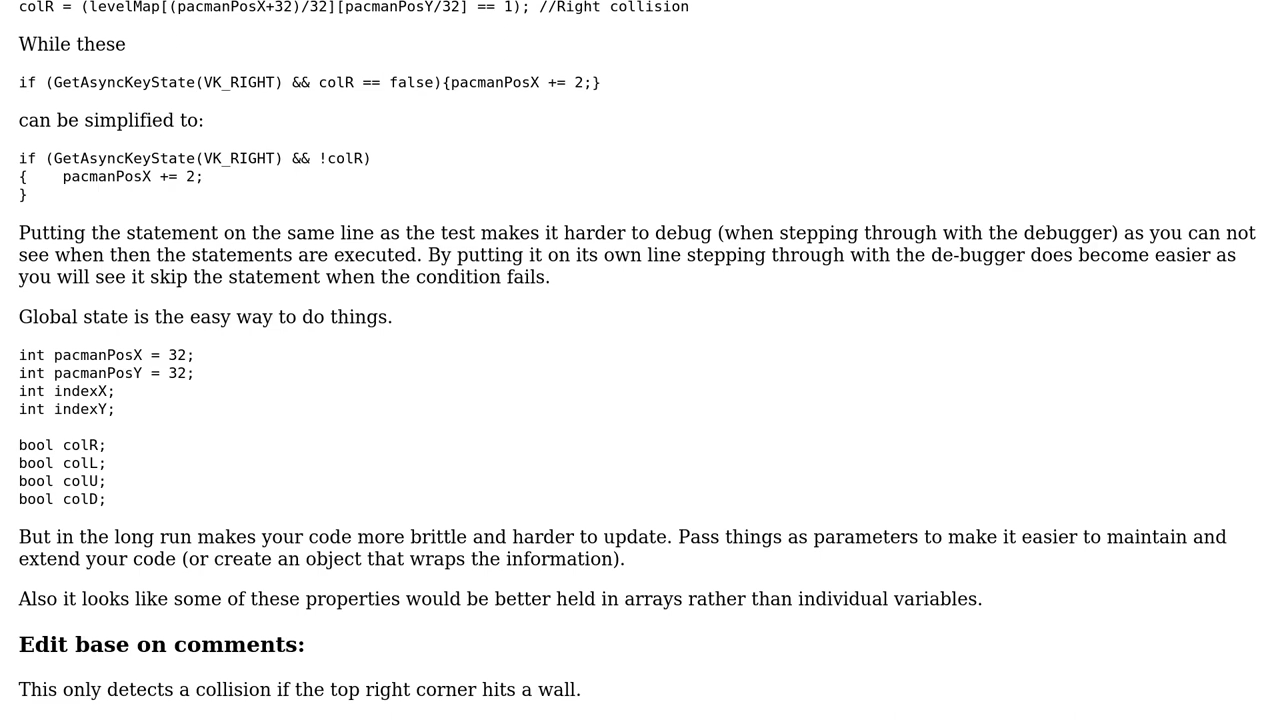 colR = (levelMap[(pacmanPosX+32)/32][pacmanPosY/32] == 1); //Right collision
While these
if (GetAsyncKeyState(VK_RIGHT) && colR == false){pacmanPosX += 2;}
can be simplified to:
if (GetAsyncKeyState(VK_RIGHT) && !colR)
{    pacmanPosX += 2;
}
Putting the statement on the same line as the test makes it harder to debug (when stepping through with the debugger) as you can not
see when then the statements are executed. By putting it on its own line stepping through with the de-bugger does become easier as
you will see it skip the statement when the condition fails.
Global state is the easy way to do things.
int pacmanPosX = 32;
int pacmanPosY = 32;
int indexX;
int indexY;
bool colR;
bool colL;
bool colU;
bool colD;
But in the long run makes your code more brittle and harder to update. Pass things as parameters to make it easier to maintain and
extend your code (or create an object that wraps the information).
Also it looks like some of these properties would be better held in arrays rather than individual variables.
Edit base on comments:
This only detects a collision if the top right corner hits a wall.